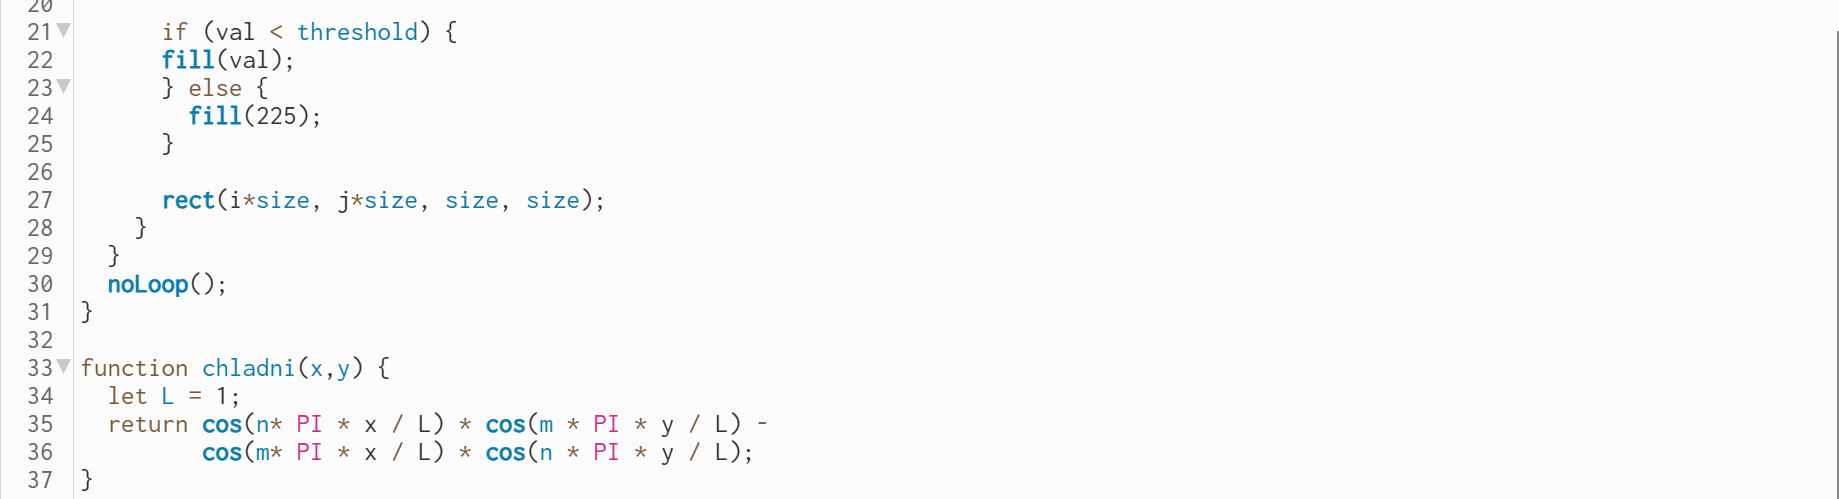 20
21 if (val < threshold) {
22 fill(val);
23 } else {
24 fill(225);
25 }
26
27 rect(i*size, j*size, size, size);
28 }
29 }
30 noLoop();
31 }
32
33 function chladni(x,y) {
34 let L = 1;
35 return cos(n* PI * x / L) * cos(m * PI * y / L) -
36 cos(m* PI * x / L) * cos(n * PI * y / L);
37 }